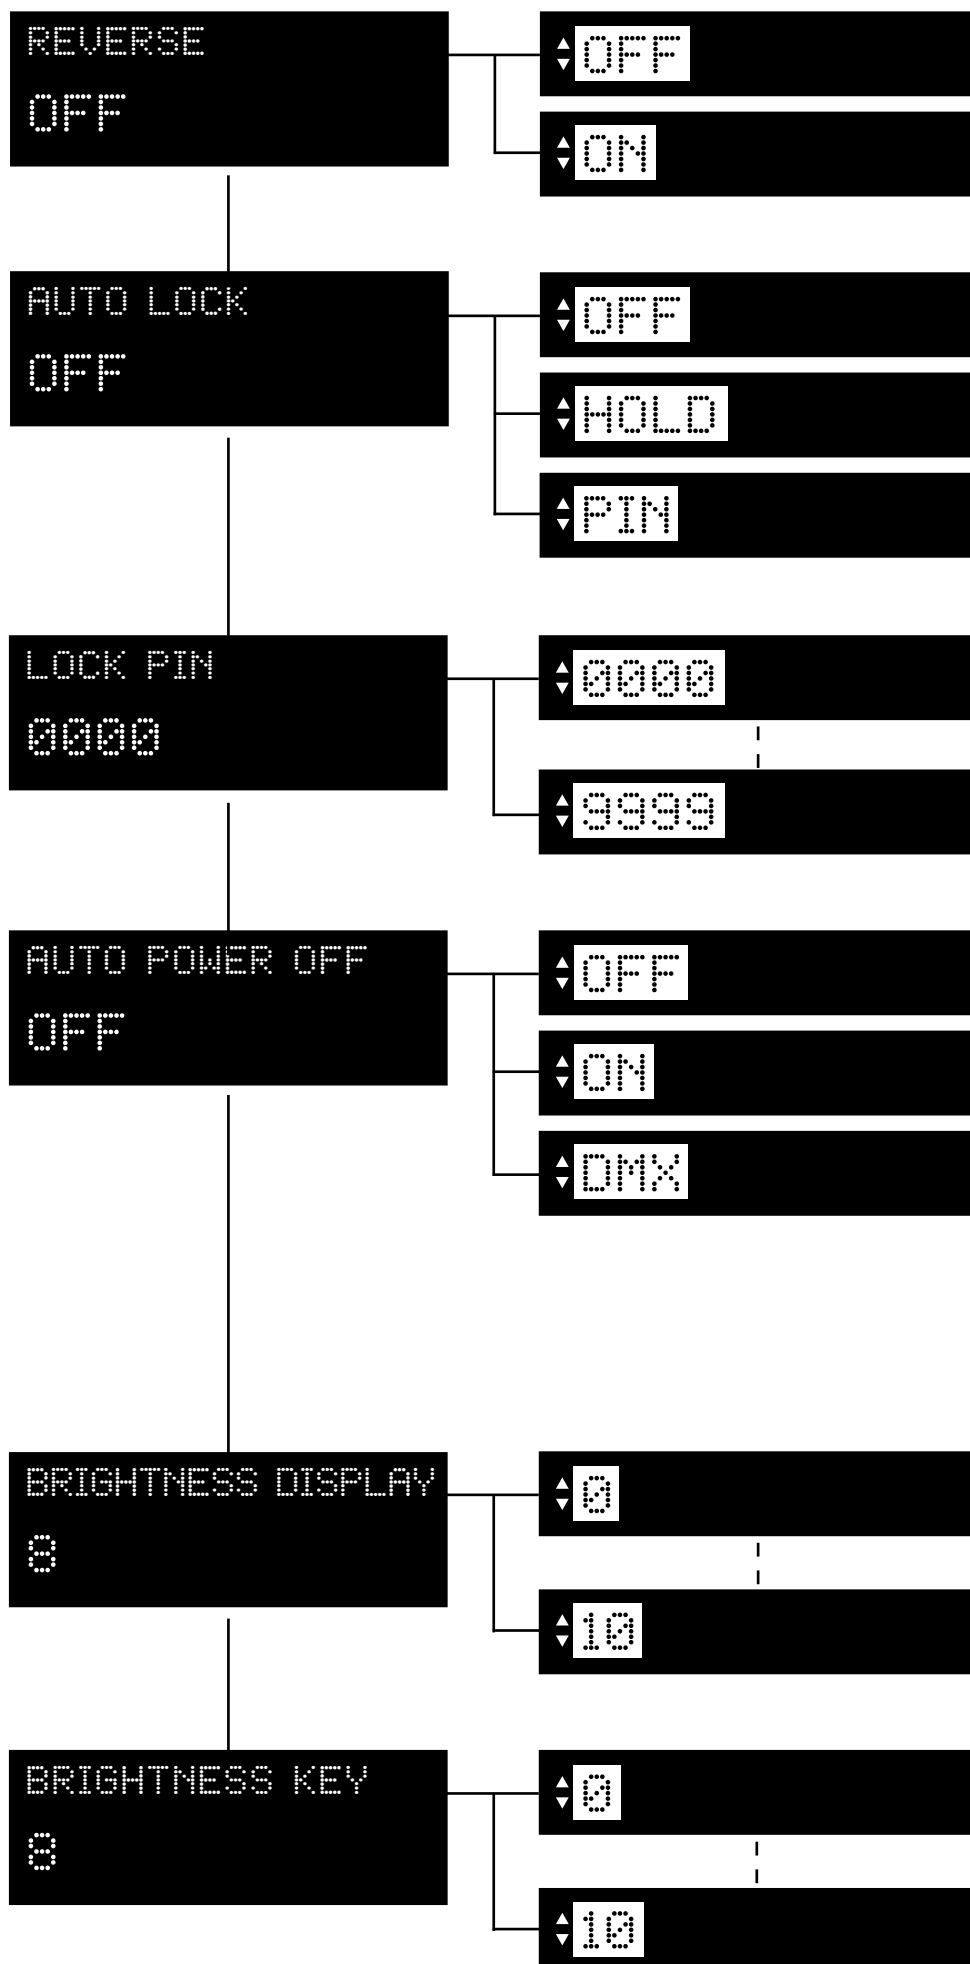 REVERSE
OFF
OFF
ON
AUTO LOCK
OFF
OFF
HOLD
PIN
LOCK PIN
0000
0000
9999
AUTO POWER OFF
OFF
OFF
ON
DMX
BRIGHTNESS DISPLAY
8
0
10
BRIGHTNESS KEY
8
0
10